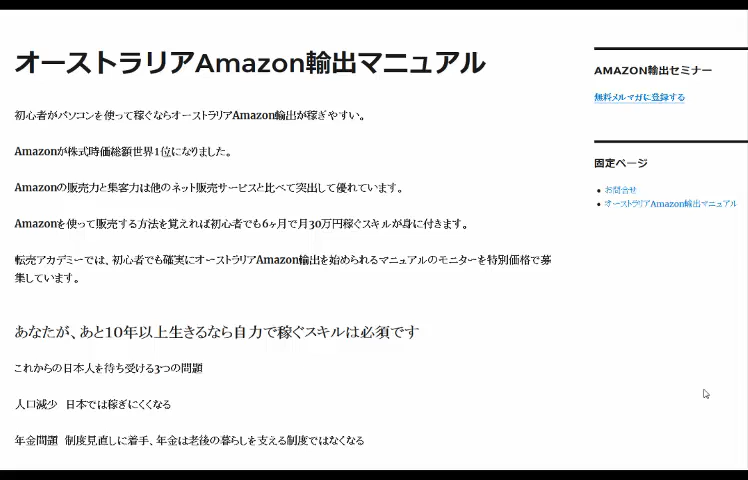 オーストラリアAmazon輸出マニュアル
初心者がパソコンを使って稼ぐならオーストラリアAmazon輸出が稼ぎやすい。
Amazonが株式時価総額世界1位になりました。
Amazonの販売力と集客力は他のネット販売サービスと比べて突出して優れています。
Amazonを使って販売する方法を覚えれば初心者でも6ヶ月で月30万円稼ぐスキルが身に付きます。
転売アカデミーでは、初心者でも確実にオーストラリアAmazon輸出を始められるマニュアルのモニターを特別価格で募
集しています。
あなたが、あと10年以上生きるなら自力で稼ぐスキルは必須です
これからの日本人を待ち受ける3つの問題
人口減少 日本では稼ぎにくくなる
年金問題 制度見直しに着手、年金は老後の暮らしを支える制度ではなくなる
AMAZON輸出セミナー
無料メルマガに登録する
固定ページ
お問合せ
オーストラリアAmazon輸出マニュアル